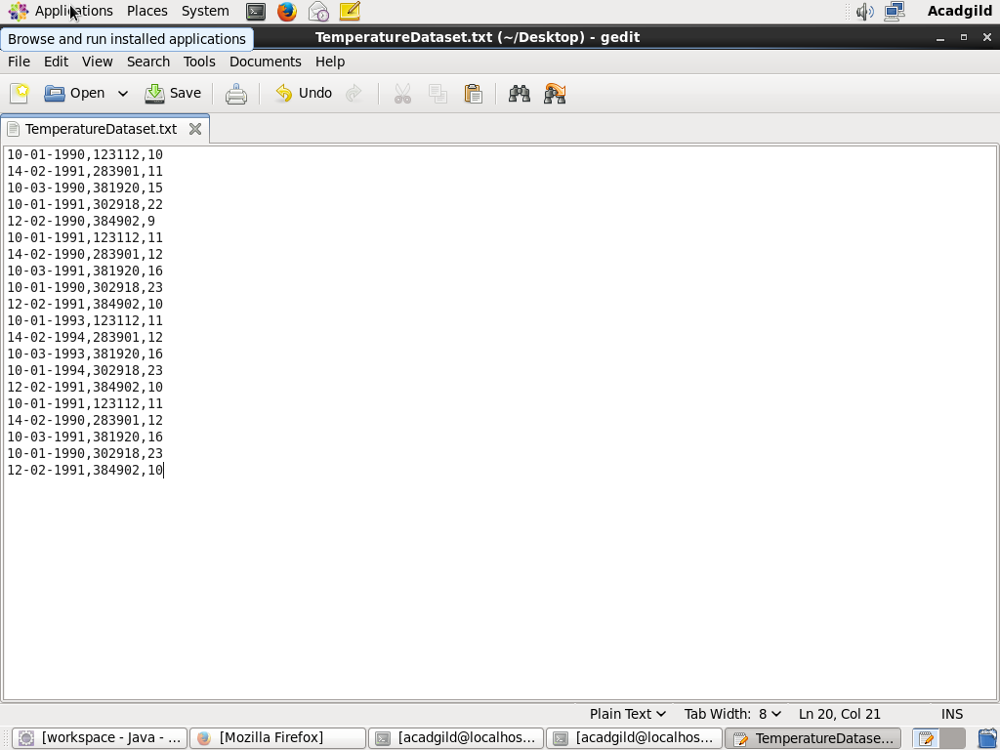 Applications Places System Acadgild
Browse and run installed applications
TemperatureDataset.txt (~/Desktop) - gedit
File Edit View Search Tools Documents Help
Open Save Undo
TemperatureDataset.txt
10-01-1990,123112,10
14-02-1991,283901,11
10-03-1990,381920,15
10-01-1991,302918,22
12-02-1990,384902,9
10-01-1991,123112,11
14-02-1990,283901,12
10-03-1991,381920,16
10-01-1990,302918,23
12-02-1991,384902,10
10-01-1993,123112,11
14-02-1994,283901,12
10-03-1993,381920,16
10-01-1994,302918,23
12-02-1991,384902,10
10-01-1991,123112,11
14-02-1990,283901,12
10-03-1991,381920,16
10-01-1990,302918,23
12-02-1991,384902,10
Plain Text Tab Width: 8 Ln 20, Col 21 INS
[workspace - Java - ... [Mozilla Firefox] [acadgild@localhos... [acadgild@localhos... TemperatureDatase...